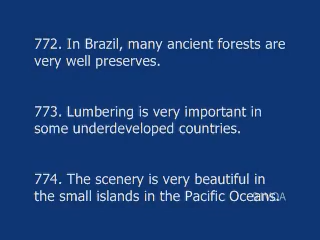 772. In Brazil, many ancient forests are
very well preserves.
773. Lumbering is very important in
some underdeveloped countries.
774. The scenery is very beautiful in
the small islands in the Pacific Oceans.